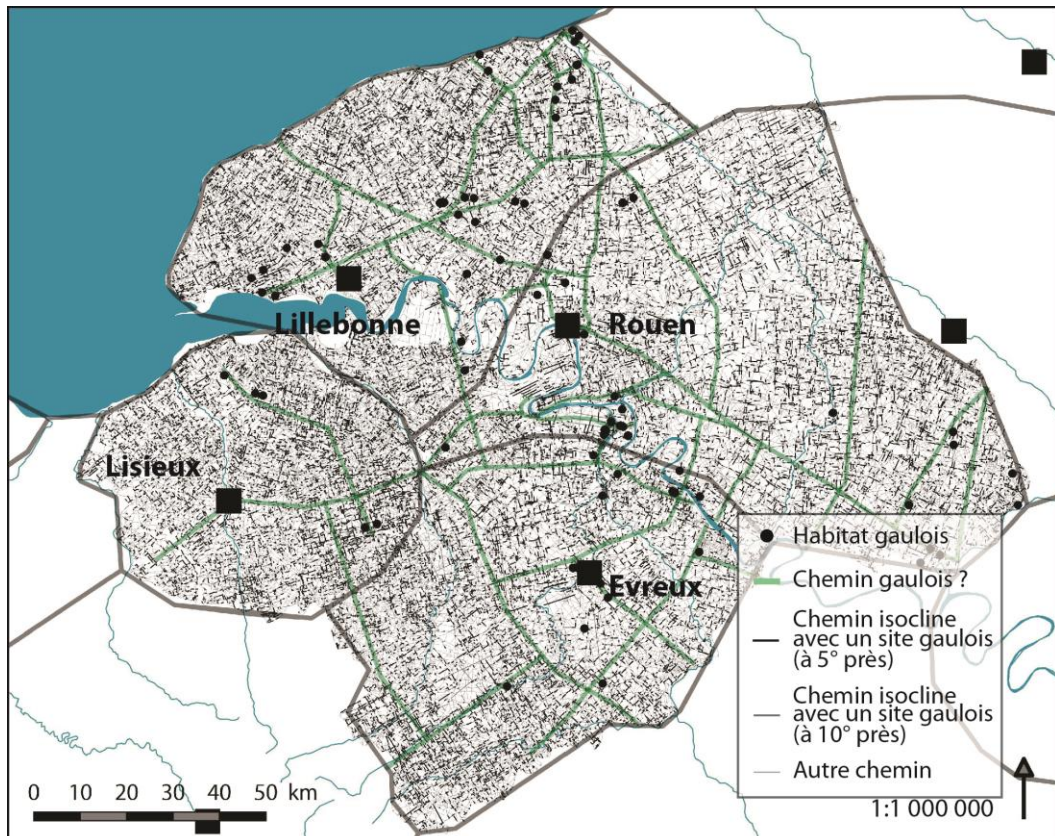 Lillebonne
Rouen
Lisieux
Evreux
Habitat gaulois
Chemin gaulois ?
Chemin isocline
avec un site gaulois
(à 5° près)
Chemin isocline
avec un site gaulois
(à 10° près)
Autre chemin
0 10 20 30 40 50 km
1:1 000 000